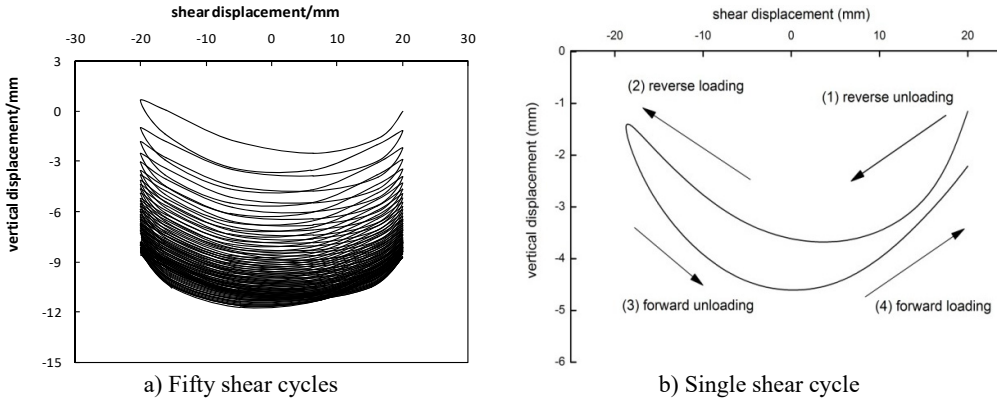 shear displacement/mm
-30 -20 -10 0 10 20 30
3
0
-3
-6
-9
-12
-15
vertical displacement/mm
a) Fifty shear cycles
shear displacement (mm)
-20 -10 0 10 20
0
-1
-2
-3
-4
-5
-6
vertical displacement (mm)
(2) reverse loading
(1) reverse unloading
(3) forward unloading
(4) forward loading
b) Single shear cycle